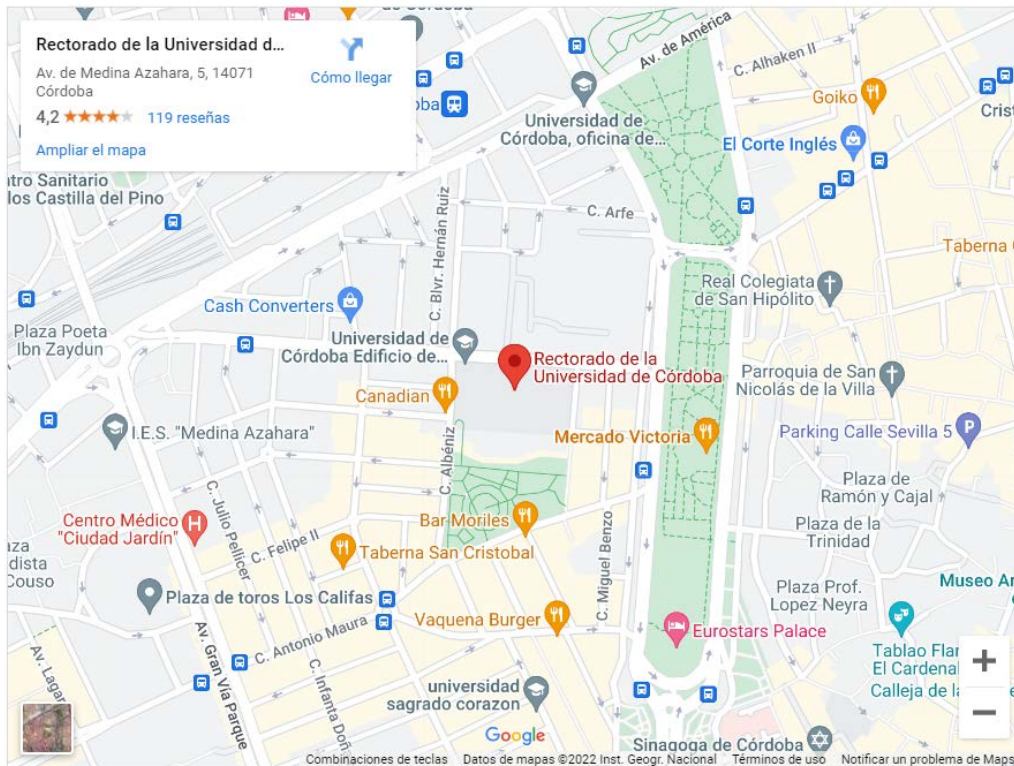 de Córdoba
Rectorado de la Universidad d...
Av. de Medina Azahara, 5, 14071
Córdoba
Cómo llegar
4,2
119 reseñas
Ampliar el mapa
Av. de América
C. Alhaken II
Goiko
Universidad de
Córdoba, oficina de...
El Corte Inglés
ntro Sanitario
los Castilla del Pino
C. Blvr. Hernán Ruiz
C. Arfe
Taberna
Real Colegiata
de San Hipólito
Cash Converters
Plaza Poeta
Ibn Zaydun
Universidad de
Córdoba Edificio de...
Rectorado de la
Universidad de Córdoba
Parroquia de San
Nicolás de la Villa
Canadian
I.E.S. "Medina Azahara"
Mercado Victoria
Parking Calle Sevilla 5
P
C. Albéniz
C. Julio Pellicer
Plaza de
Ramón y Cajal
Centro Médico
"Ciudad Jardín"
H
Bar Moriles
Plaza de la
Trinidad
C. Felipe II
Taberna San Cristobal
C. Miguel Benzo
Plaza de toros Los Califas
Plaza Prof.
Lopez Neyra
Museo Ar
Vaquena Burger
Eurostars Palace
C. Antonio Maura
Av. Gran Vía Parque
C. Infanta Doñ
Av. Lagar
Tablao Fla
El Cardenal
Calleja de la
universidad
sagrado corazon
+
−
Google
Sinagoga de Córdoba
Combinaciones de teclas
Datos de mapas ©2022 Inst. Geogr. Nacional
Términos de uso
Notificar un problema de Maps